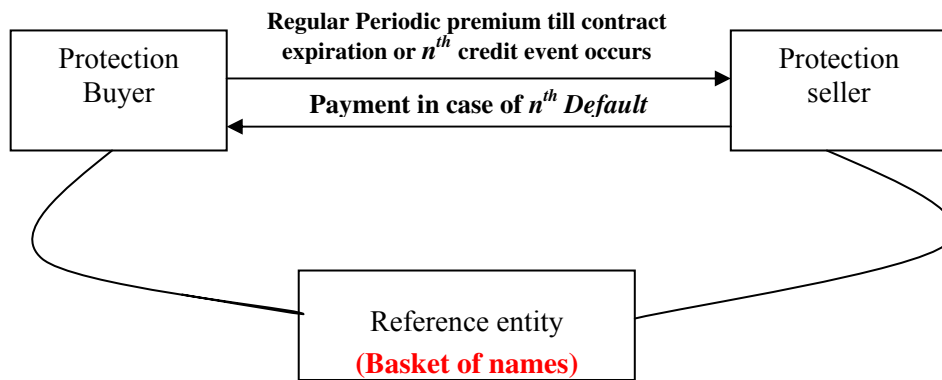 Regular Periodic premium till contract
expiration or nth credit event occurs
Protection
Buyer
Protection
seller
Payment in case of nth Default
Reference entity
(Basket of names)